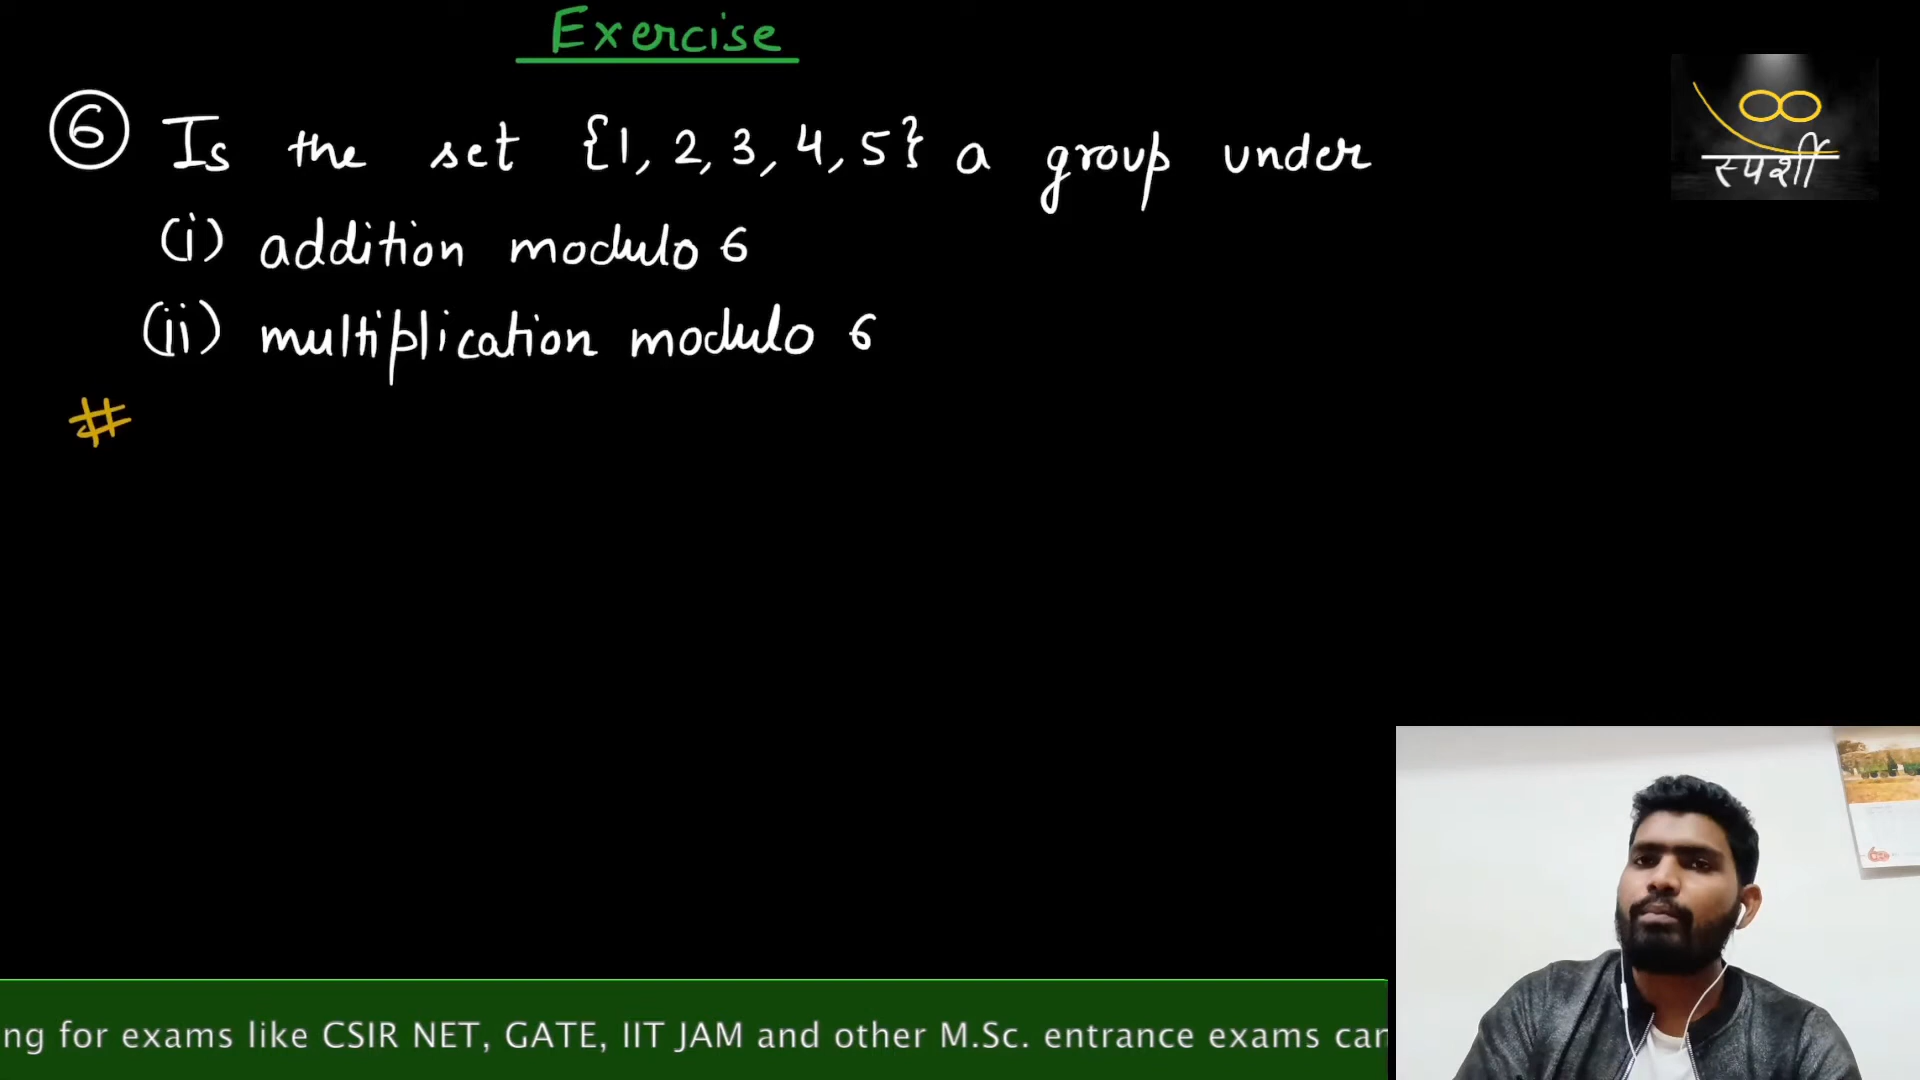 Exercise
⑥ Is the set {1, 2, 3, 4, 5} a group under
(i) addition modulo 6
(ii) multiplication modulo 6
#
स्पर्शी
ng for exams like CSIR NET, GATE, IIT JAM and other M.Sc. entrance exams can